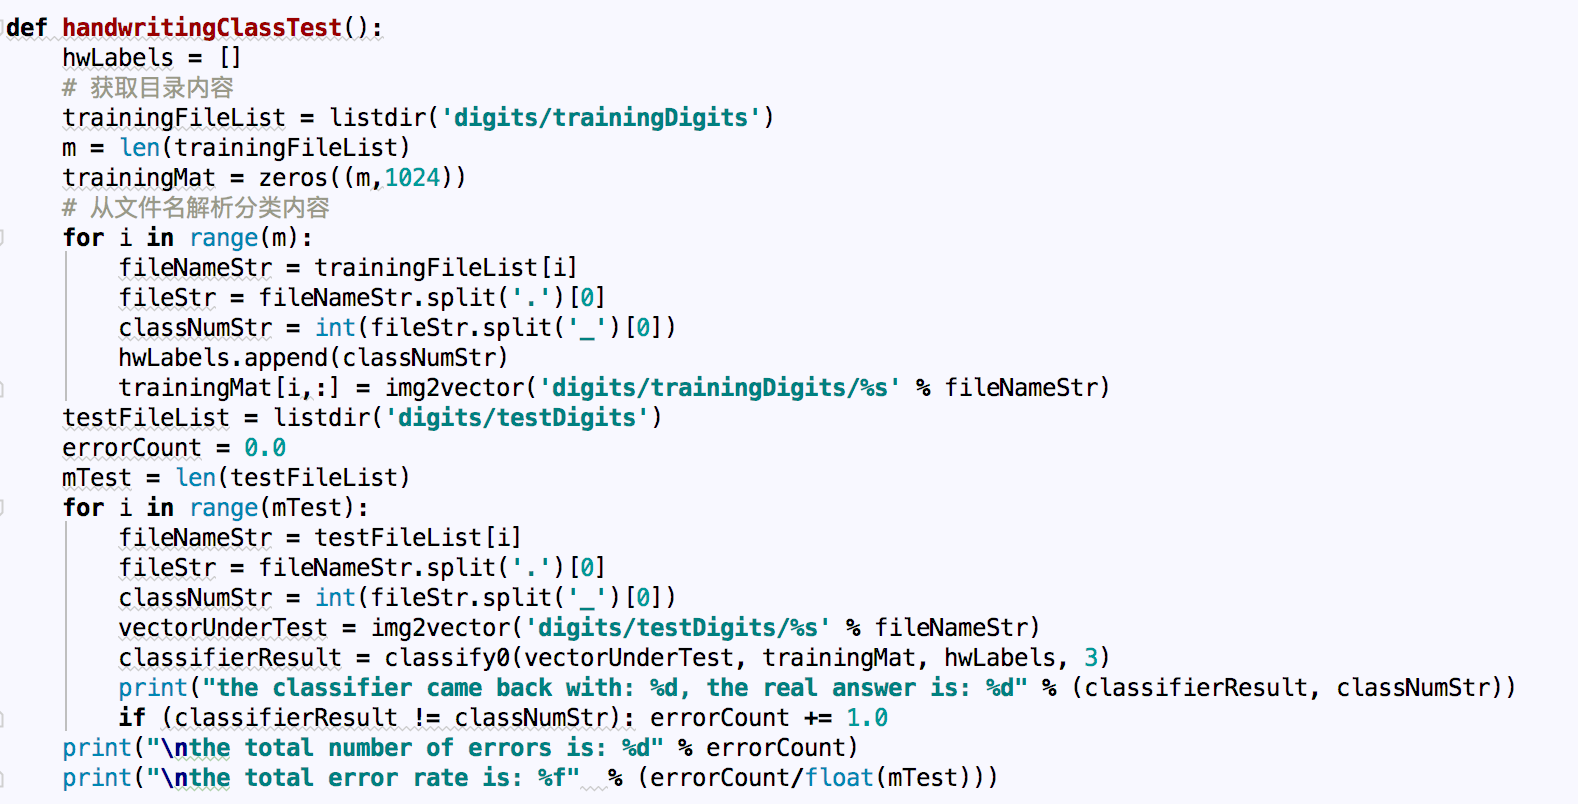 def handwritingClassTest():
    hwLabels = []
    # 获取目录内容
    trainingFileList = listdir('digits/trainingDigits')
    m = len(trainingFileList)
    trainingMat = zeros((m,1024))
    # 从文件名解析分类内容
    for i in range(m):
        fileNameStr = trainingFileList[i]
        fileStr = fileNameStr.split('.')[0]
        classNumStr = int(fileStr.split('_')[0])
        hwLabels.append(classNumStr)
        trainingMat[i,:] = img2vector('digits/trainingDigits/%s' % fileNameStr)
    testFileList = listdir('digits/testDigits')
    errorCount = 0.0
    mTest = len(testFileList)
    for i in range(mTest):
        fileNameStr = testFileList[i]
        fileStr = fileNameStr.split('.')[0]
        classNumStr = int(fileStr.split('_')[0])
        vectorUnderTest = img2vector('digits/testDigits/%s' % fileNameStr)
        classifierResult = classify0(vectorUnderTest, trainingMat, hwLabels, 3)
        print("the classifier came back with: %d, the real answer is: %d" % (classifierResult, classNumStr))
        if (classifierResult != classNumStr): errorCount += 1.0
    print("\nthe total number of errors is: %d" % errorCount)
    print("\nthe total error rate is: %f"  % (errorCount/float(mTest)))